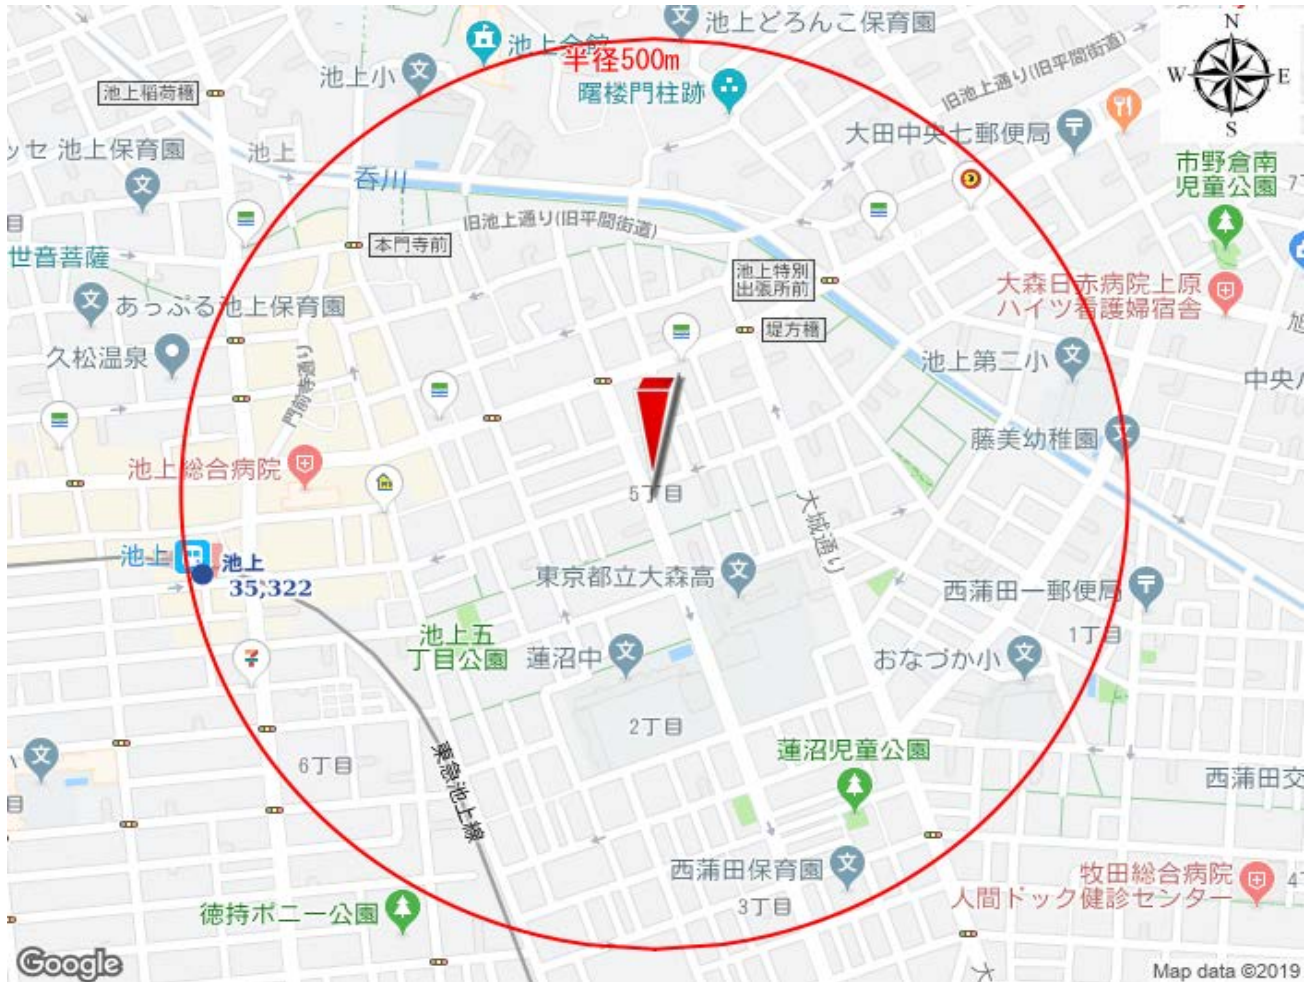 池上どろんこ保育園
池上会館
半径500m
池上小
曙楼門柱跡
旧池上通り(旧平間街道)
N
W
E
S
池上稲荷橋
大田中央七郵便局
池上
ッセ 池上保育園
市野倉南
児童公園
呑川
旧池上通り(旧平間街道)
本門寺前
世音菩薩
池上特別
出張所前
大森日赤病院上原
ハイツ看護婦宿舎
あっぷる池上保育園
堤方橋
久松温泉
池上第二小
中央八
門前寺通り
藤美幼稚園
池上総合病院
5丁目
大城通り
池上
池上
35,322
東京都立大森高
西蒲田一郵便局
池上五
丁目公園
蓮沼中
1丁目
おなづか小
2丁目
蓮沼児童公園
6丁目
東急池上線
西蒲田交
西蒲田保育園
牧田総合病院
人間ドック健診センター
3丁目
徳持ポニー公園
Google
Map data ©2019